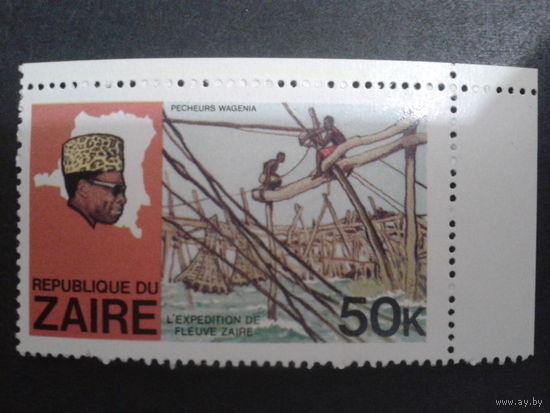 PECHEURS WAGENIA
REPUBLIQUE DU
ZAIRE
L'EXPEDITION DE
FLEUVE ZAIRE
50K
www.ay.by